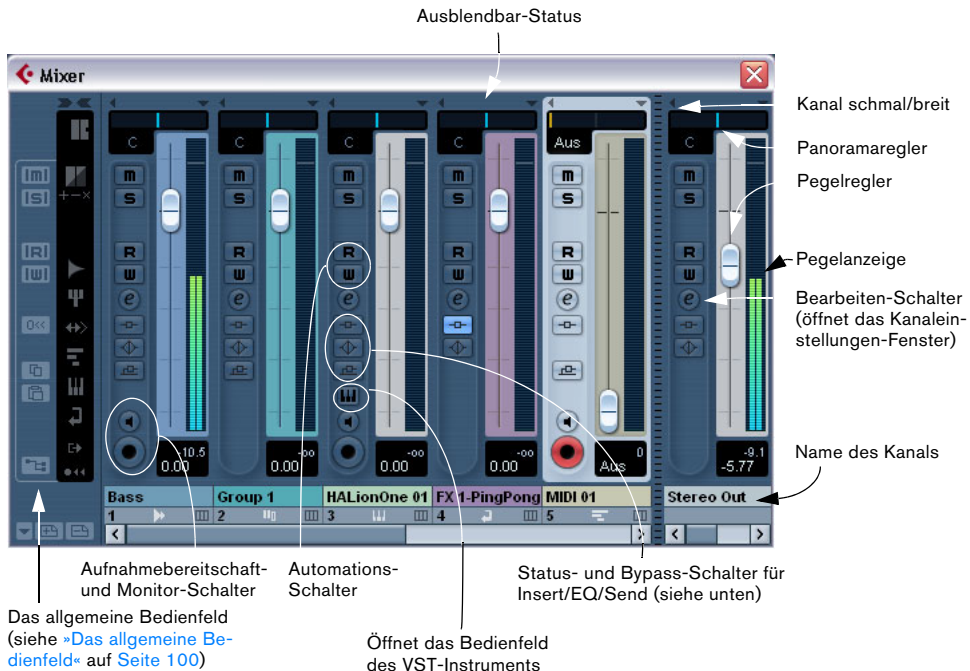 Ausblendbar-Status
Mixer
Kanal schmal/breit
Panoramaregler
Pegelregler
Pegelanzeige
Bearbeiten-Schalter
(öffnet das Kanalein-
stellungen-Fenster)
Name des Kanals
C C C C Aus C
m m m m m m
S S S S S S
[m]
[S]
R R R R R R
W W W W W W
[R]
[W]
e e e e e e
0<<
-10.5 -oo -oo -oo 0 -9.1
0.00 0.00 0.00 0.00 Aus -5.77
Bass Group 1 HALionOne 01 FX 1-PingPong MIDI 01 Stereo Out
1 2 3 4 5
Aufnahmebereitschaft-
und Monitor-Schalter
Automations-
Schalter
Status- und Bypass-Schalter für
Insert/EQ/Send (siehe unten)
Das allgemeine Bedienfeld
(siehe »Das allgemeine Be-
dienfeld« auf Seite 100)
Öffnet das Bedienfeld
des VST-Instruments